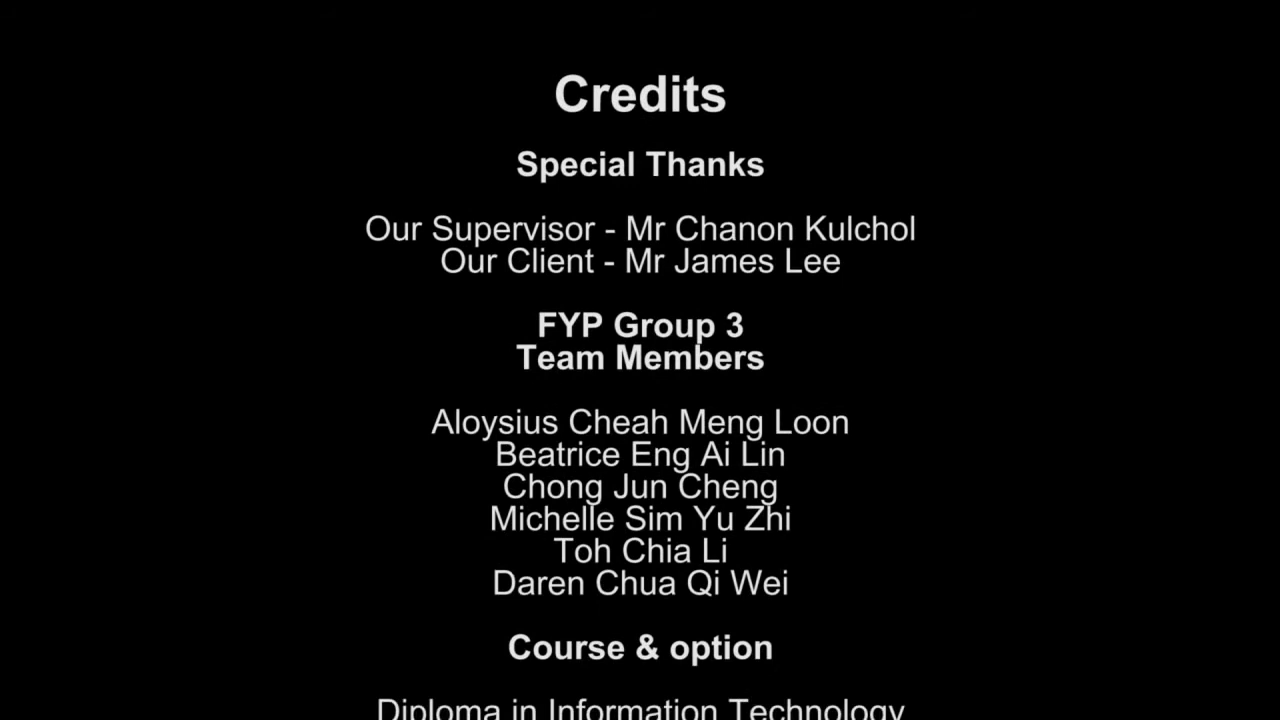 Credits
Special Thanks
Our Supervisor - Mr Chanon Kulchol
Our Client - Mr James Lee
FYP Group 3
Team Members
Aloysius Cheah Meng Loon
Beatrice Eng Ai Lin
Chong Jun Cheng
Michelle Sim Yu Zhi
Toh Chia Li
Daren Chua Qi Wei
Course & option
Diploma in Information Technology